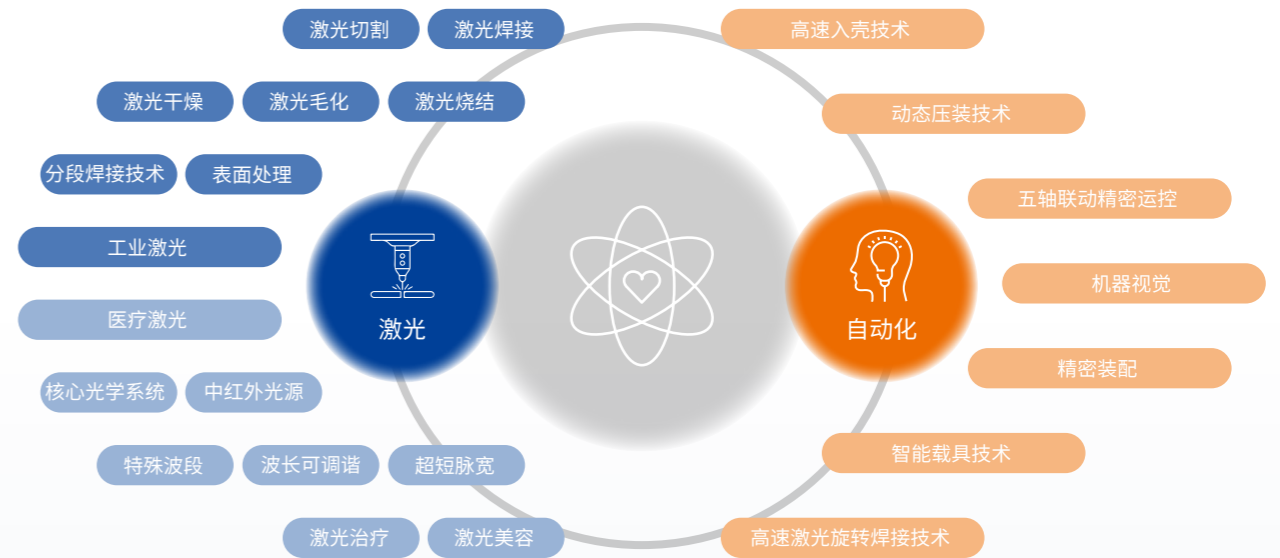 激光切割
激光焊接
高速入壳技术
激光干燥
激光毛化
激光烧结
动态压装技术
分段焊接技术
表面处理
五轴联动精密运控
工业激光
机器视觉
医疗激光
激光
自动化
精密装配
核心光学系统
中红外光源
智能载具技术
特殊波段
波长可调谐
超短脉宽
激光治疗
激光美容
高速激光旋转焊接技术